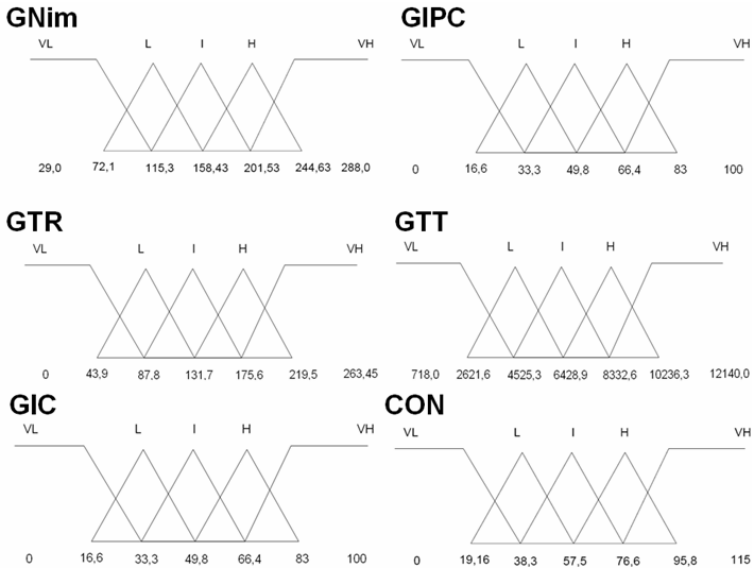 GNim
VL L I H VH
29,0 72,1 115,3 158,43 201,53 244,63 288,0
GIPC
VL L I H VH
0 16,6 33,3 49,8 66,4 83 100
GTR
VL L I H VH
0 43,9 87,8 131,7 175,6 219,5 263,45
GTT
VL L I H VH
718,0 2621,6 4525,3 6428,9 8332,6 10236,3 12140,0
GIC
VL L I H VH
0 16,6 33,3 49,8 66,4 83 100
CON
VL L I H VH
0 19,16 38,3 57,5 76,6 95,8 115